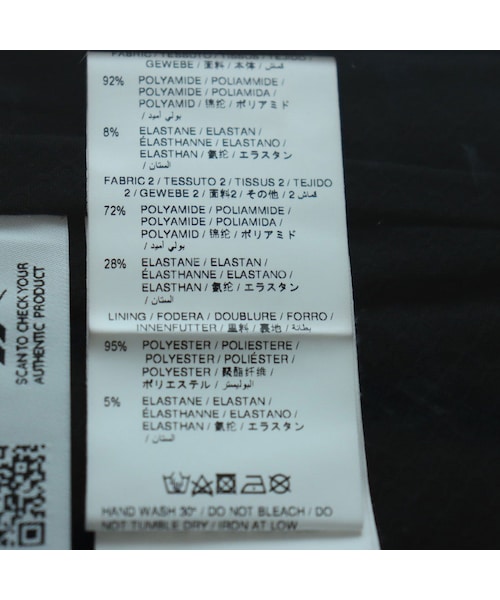 FABRIC / TESSUTO / TISSUS / TEJIDO /
GEWEBE / 面料 / 本体 / قماش
92% POLYAMIDE / POLIAMMIDE /
POLYAMIDE / POLIAMIDA /
POLYAMID / 锦纶 / ポリアミド
/ بولي أميد
8% ELASTANE / ELASTAN /
ÉLASTHANNE / ELASTANO /
ELASTHAN / 氨纶 / エラスタン
/ الستان
FABRIC 2 / TESSUTO 2 / TISSUS 2 / TEJIDO
2 / GEWEBE 2 / 面料2 / その他 / 2 قماش
72% POLYAMIDE / POLIAMMIDE /
POLYAMIDE / POLIAMIDA /
POLYAMID / 锦纶 / ポリアミド
/ بولي أميد
28% ELASTANE / ELASTAN /
ÉLASTHANNE / ELASTANO /
ELASTHAN / 氨纶 / エラスタン
/ الستان
LINING / FODERA / DOUBLURE / FORRO /
INNENFUTTER / 里料 / 裏地 / بطانة
95% POLYESTER / POLIESTERE /
POLYESTER / POLIÉSTER /
POLYESTER / 聚酯纤维 /
ポリエステル / البوليستر
5% ELASTANE / ELASTAN /
ÉLASTHANNE / ELASTANO /
ELASTHAN / 氨纶 / エラスタン
/ الستان
HAND WASH 30° / DO NOT BLEACH / DO
NOT TUMBLE DRY / IRON AT LOW
SCAN TO CHECK YOUR
AUTHENTIC PRODUCT